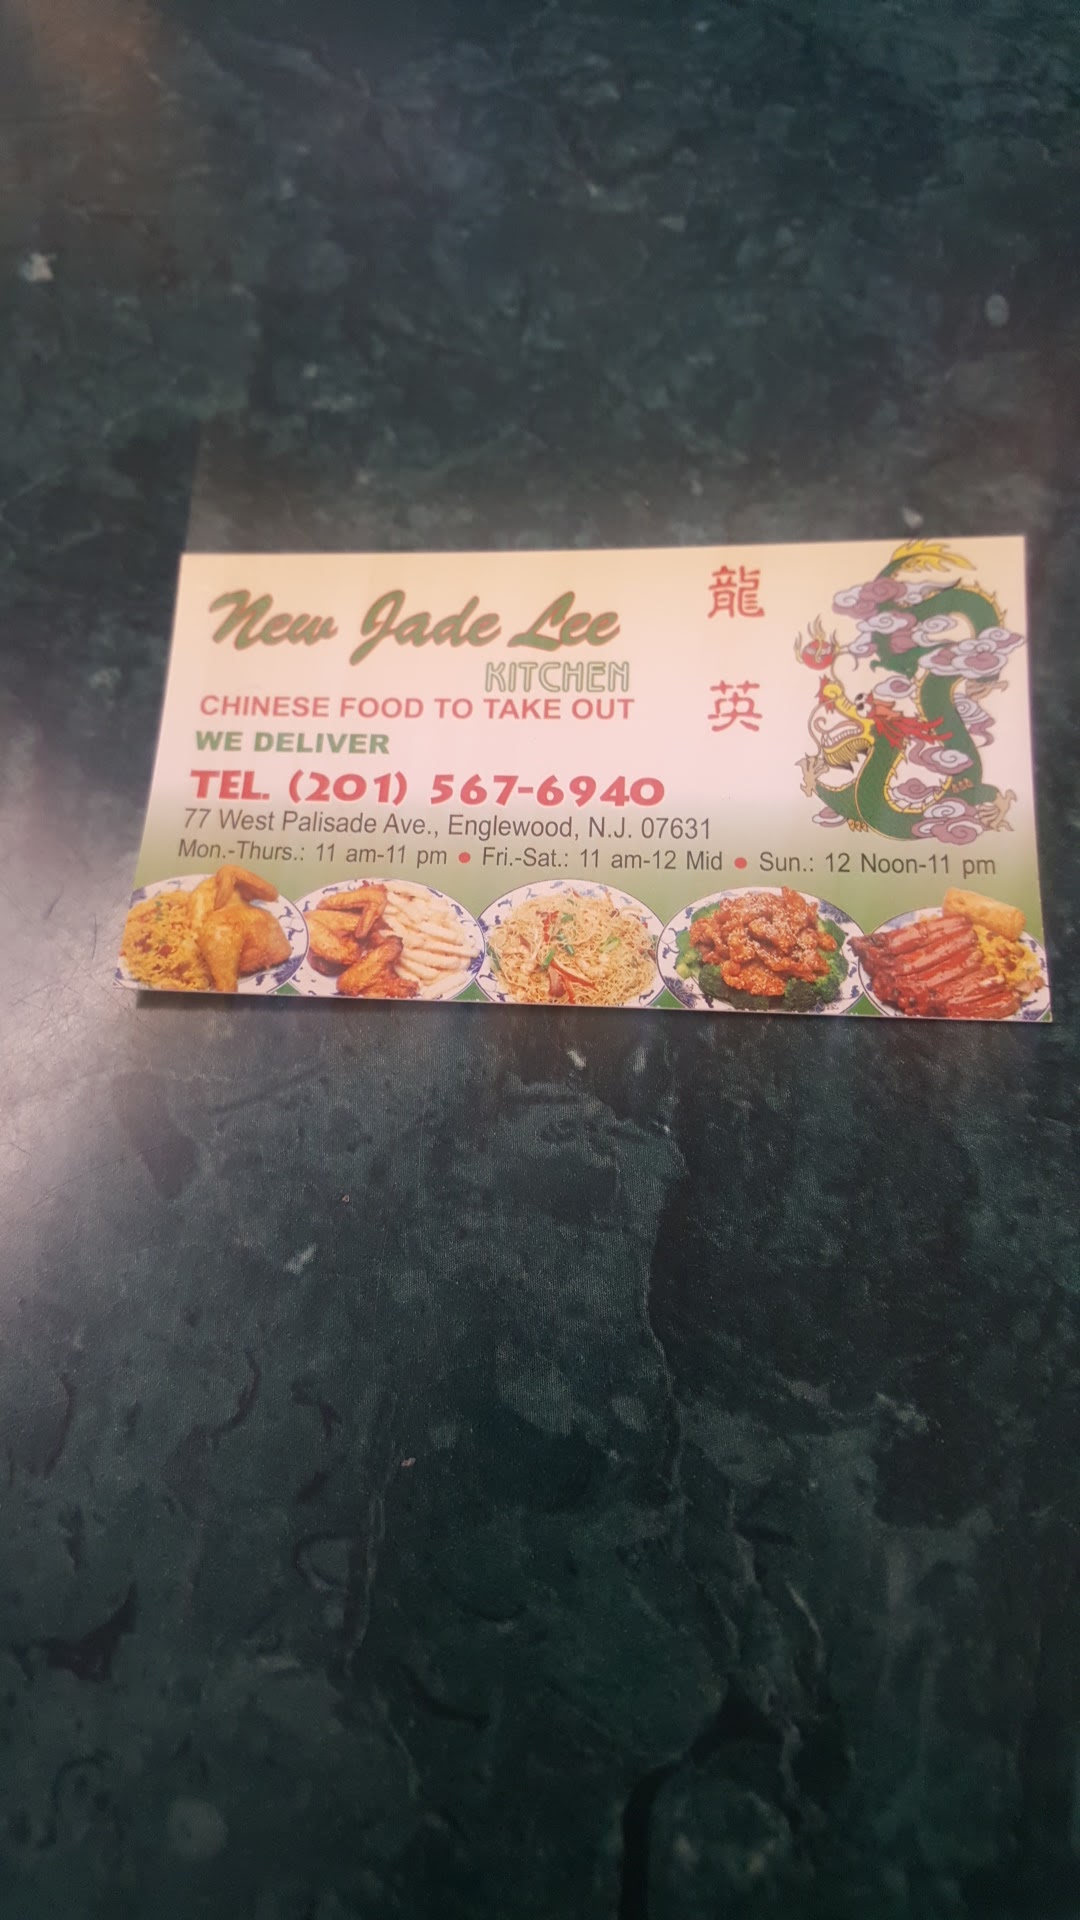 New Jade Lee
KITCHEN
CHINESE FOOD TO TAKE OUT
WE DELIVER
TEL. (201) 567-6940
77 West Palisade Ave., Englewood, N.J. 07631
Mon.-Thurs.: 11 am-11 pm • Fri.-Sat.: 11 am-12 Mid • Sun.: 12 Noon-11 pm
龍
英